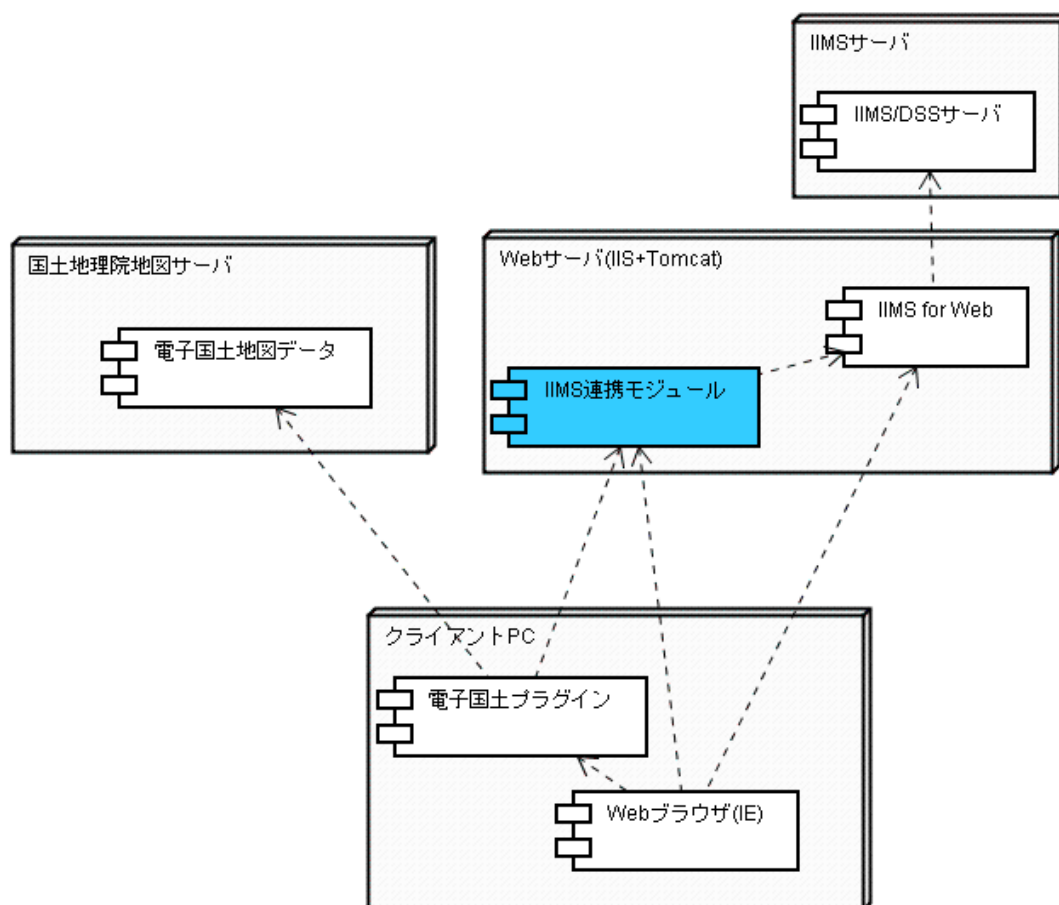 IIMSサーバ
IIMS/DSSサーバ
国土地理院地図サーバ
電子国土地図データ
Webサーバ(IIS+Tomcat)
IIMS for Web
IIMS連携モジュール
クライアントPC
電子国土プラグイン
Webブラウザ(IE)